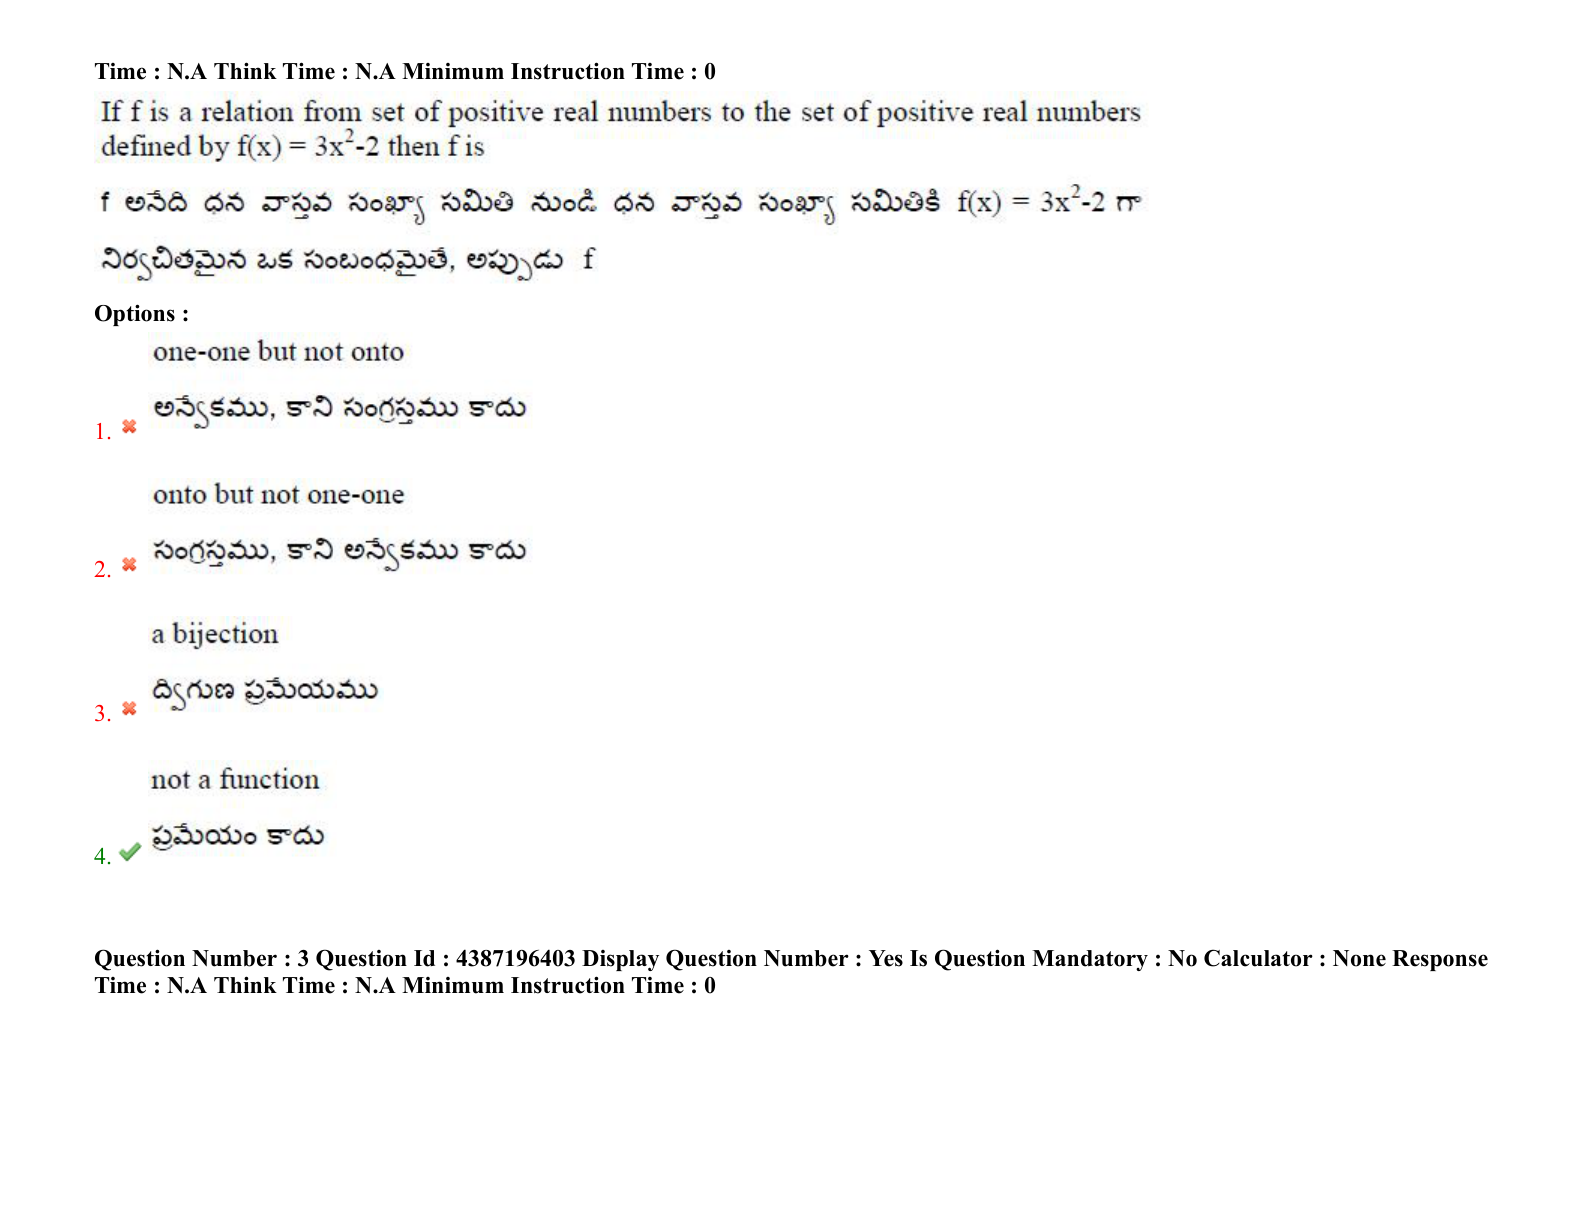 Time : N.A Think Time : N.A Minimum Instruction Time : 0
If f is a relation from set of positive real numbers to the set of positive real numbers
defined by f(x) = 3x²-2 then f is
f అనేది ధన వాస్తవ సంఖ్యా సమితి నుండి ధన వాస్తవ సంఖ్యా సమితికి f(x) = 3x²-2 గా
నిర్వచితమైన ఒక సంబంధమైతే, అప్పుడు f
Options :
one-one but not onto
అన్వేకము, కాని సంగ్రస్తము కాదు
1.
onto but not one-one
సంగ్రస్తము, కాని అన్వేకము కాదు
2.
a bijection
ద్విగుణ ప్రమేయము
3.
not a function
ప్రమేయం కాదు
4.
Question Number : 3 Question Id : 4387196403 Display Question Number : Yes Is Question Mandatory : No Calculator : None Response
Time : N.A Think Time : N.A Minimum Instruction Time : 0